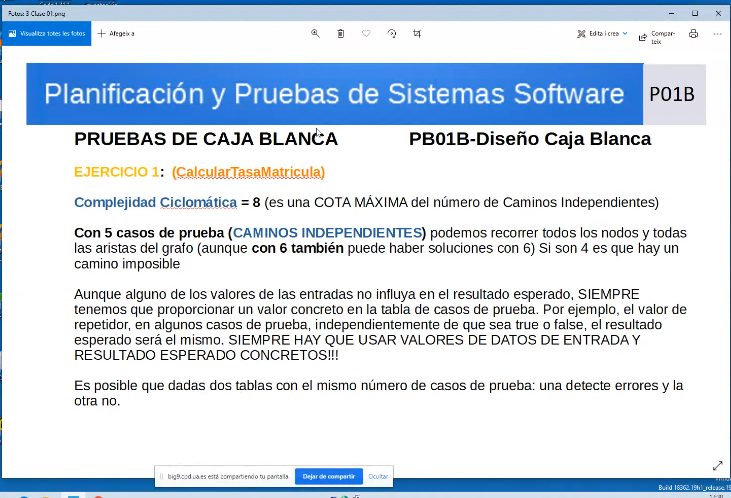 Fotos: 3 Clase 01.png
Visualitza totes les fotos
Afegeix a
Edita i crea
Compar-
teix
Planificación y Pruebas de Sistemas Software
P01B
PRUEBAS DE CAJA BLANCA PB01B-Diseño Caja Blanca
EJERCICIO 1: (CalcularTasaMatricula)
Complejidad Ciclomática = 8 (es una COTA MÁXIMA del número de Caminos Independientes)
Con 5 casos de prueba (CAMINOS INDEPENDIENTES) podemos recorrer todos los nodos y todas
las aristas del grafo (aunque con 6 también puede haber soluciones con 6) Si son 4 es que hay un
camino imposible
Aunque alguno de los valores de las entradas no influya en el resultado esperado, SIEMPRE
tenemos que proporcionar un valor concreto en la tabla de casos de prueba. Por ejemplo, el valor de
repetidor, en algunos casos de prueba, independientemente de que sea true o false, el resultado
esperado será el mismo. SIEMPRE HAY QUE USAR VALORES DE DATOS DE ENTRADA Y
RESULTADO ESPERADO CONCRETOS!!!
Es posible que dadas dos tablas con el mismo número de casos de prueba: una detecte errores y la
otra no.
big9.cpd.ua.es está compartiendo tu pantalla.
Dejar de compartir
Ocultar
Build 18362.19h1_release.19